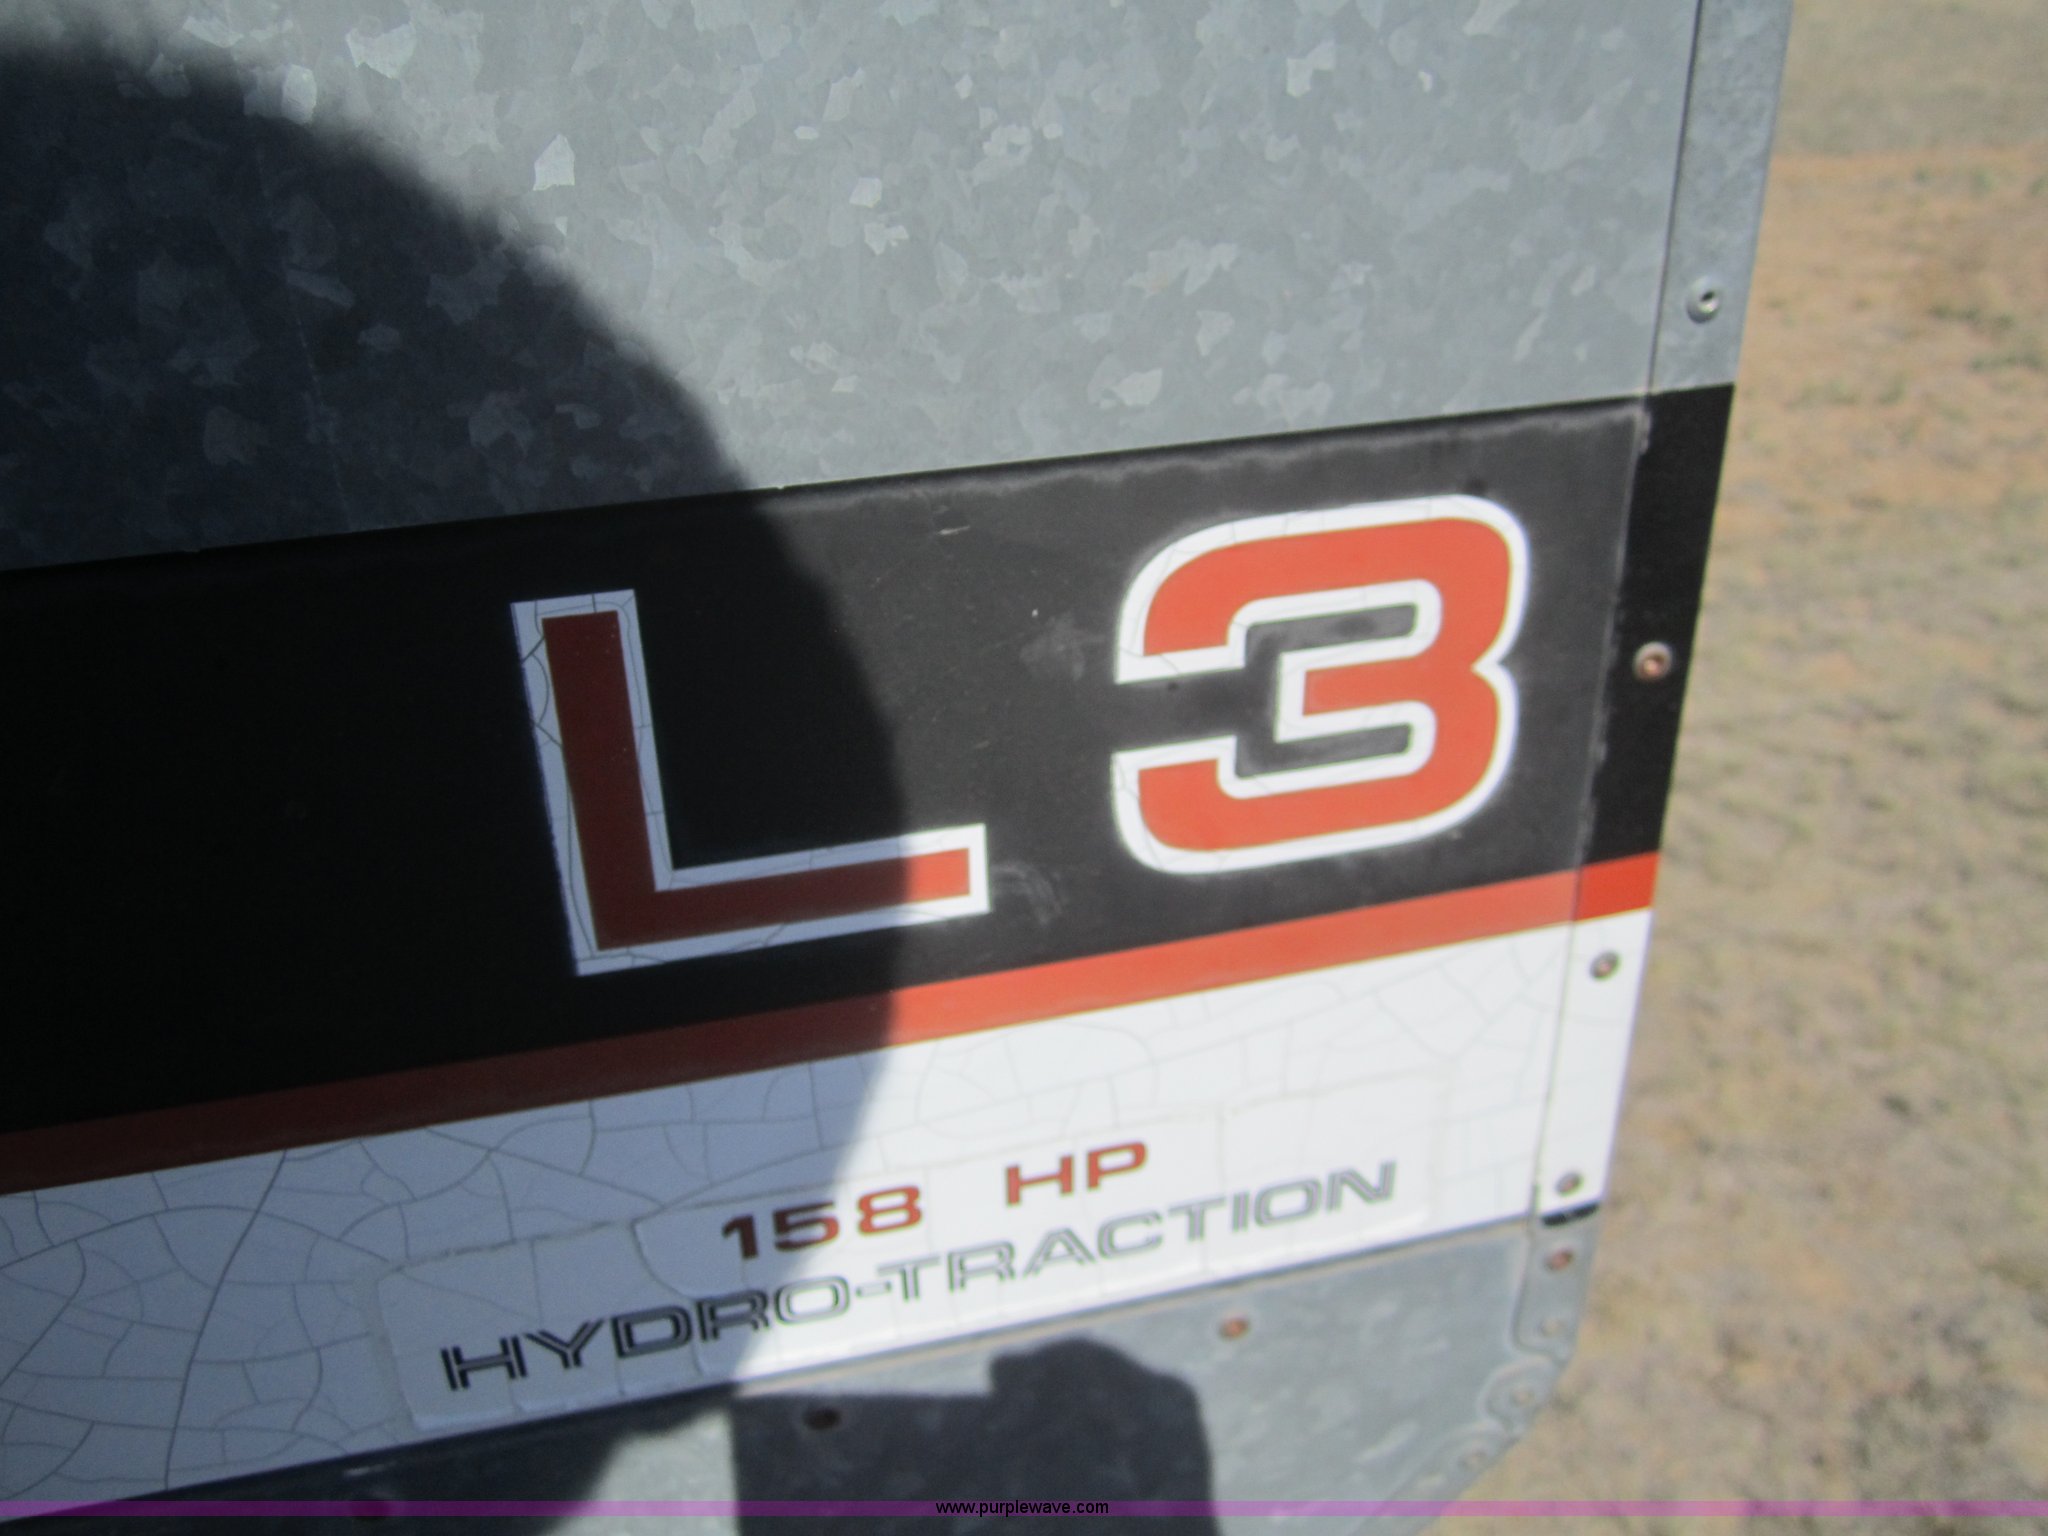 L3
158 HP
HYDRO-TRACTION
www.purplewave.com